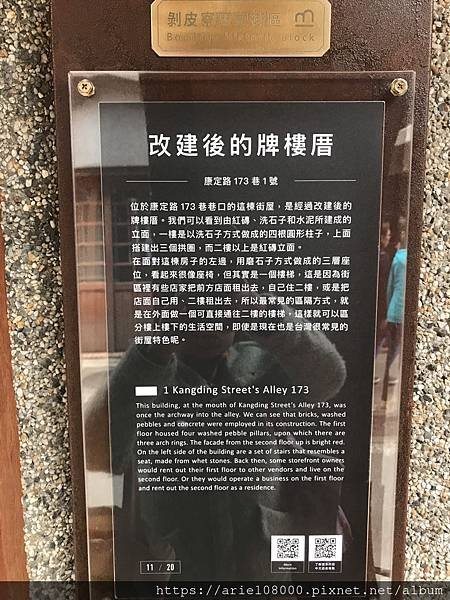 剝皮寮歷史街區
Bopiliao Historic Block
改建後的牌樓厝
康定路 173 巷 1 號
位於康定路 173 巷巷口的這棟街屋，是經過改建後的
牌樓厝。我們可以看到由紅磚、洗石子和水泥所建成的
立面，一樓是以洗石子方式做成的四根圓形柱子，上面
搭建出三個拱圈，而二樓以上是紅磚立面。
在面對這棟房子的左邊，用磨石子方式做成的三層座
位，看起來很像座椅，但其實是一個樓梯，這是因為街
區裡有些店家把前方店面租出去，自己住二樓，或是把
店面自己用、二樓租出去，所以最常見的區隔方式，就
是在外面做一個可直接通往二樓的樓梯，這樣就可以區
分樓上樓下的生活空間，即使是現在也是台灣很常見的
街屋特色呢。
1 Kangding Street's Alley 173
This building, at the mouth of Kangding Street's Alley 173, was
once the archway into the alley. We can see that bricks, washed
pebbles and concrete were employed in its construction. The first
floor housed four washed pebble pillars, upon which there are
three arch rings. The facade from the second floor up is bright red.
On the left side of the building are a set of stairs that resembles a
seat, made from whet stones. Back then, some storefront owners
would rent out their first floor to other vendors and live on the
second floor. Or they would operate a business on the first floor
and rent out the second floor as a residence.
More
Information
11 / 20
https://ariel08000.pixnet.net/album